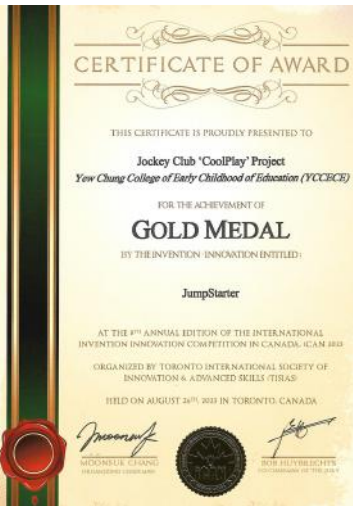 CERTIFICATE OF AWARD
THIS CERTIFICATE IS PROUDLY PRESENTED TO
Jockey Club 'CoolPlay' Project
Yew Chung College of Early Childhood of Education (YCCECE)
FOR THE ACHIEVEMENT OF
GOLD MEDAL
BY THE INVENTION INNOVATION ENTITLED:
JumpStarter
AT THE 8TH ANNUAL EDITION OF THE INTERNATIONAL
INVENTION INNOVATION COMPETITION IN CANADA, ICAN 2023
ORGANIZED BY TORONTO INTERNATIONAL SOCIETY OF
INNOVATION & ADVANCED SKILLS (TISIAS)
HELD ON AUGUST 26TH, 2023 IN TORONTO, CANADA
MOONSUK CHANG
BOB HUYBRECHTS